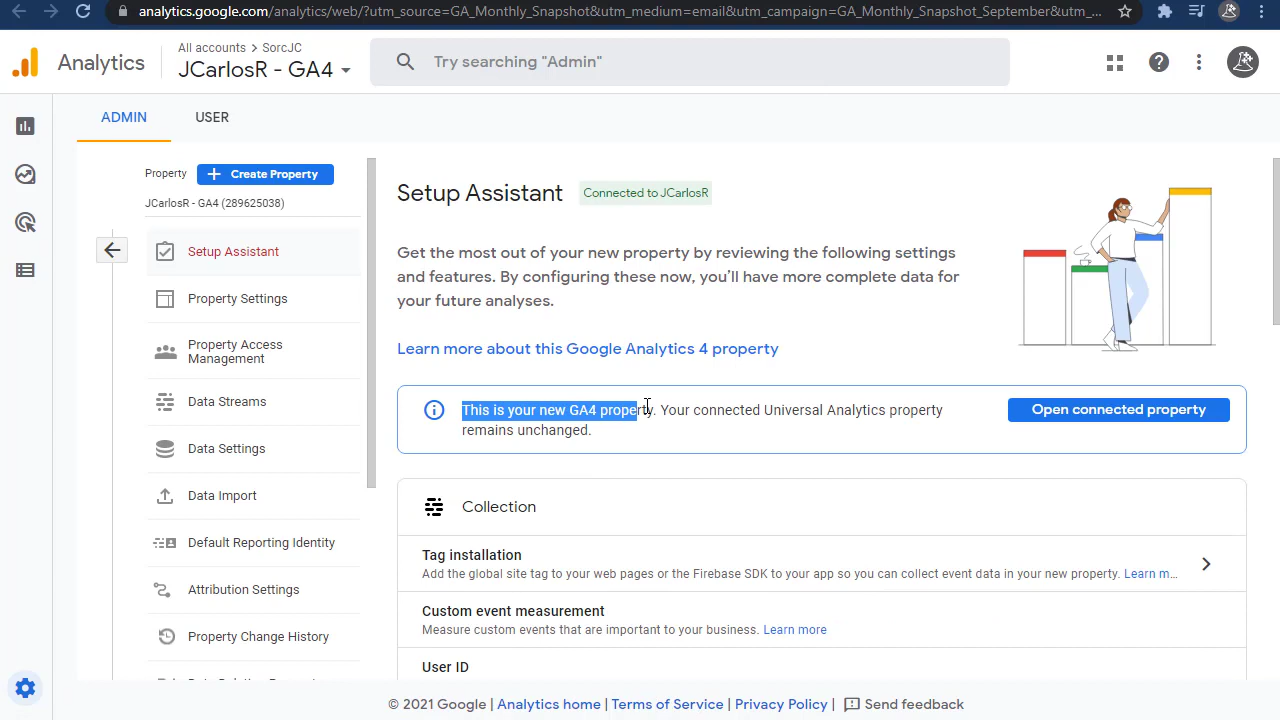 analytics.google.com/analytics/web/?utm_source=GA_Monthly_Snapshot&utm_medium=email&utm_campaign=GA_Monthly_Snapshot_September&utm_...
Analytics
All accounts > SorcJC
JCarlosR - GA4
Try searching "Admin"
ADMIN
USER
Property
+ Create Property
JCarlosR - GA4 (289625038)
Setup Assistant
Property Settings
Property Access
Management
Data Streams
Data Settings
Data Import
Default Reporting Identity
Attribution Settings
Property Change History
Setup Assistant
Connected to JCarlosR
Get the most out of your new property by reviewing the following settings
and features. By configuring these now, you'll have more complete data for
your future analyses.
Learn more about this Google Analytics 4 property
This is your new GA4 property. Your connected Universal Analytics property
remains unchanged.
Open connected property
Collection
Tag installation
Add the global site tag to your web pages or the Firebase SDK to your app so you can collect event data in your new property. Learn m...
Custom event measurement
Measure custom events that are important to your business. Learn more
User ID
© 2021 Google | Analytics home | Terms of Service | Privacy Policy | Send feedback